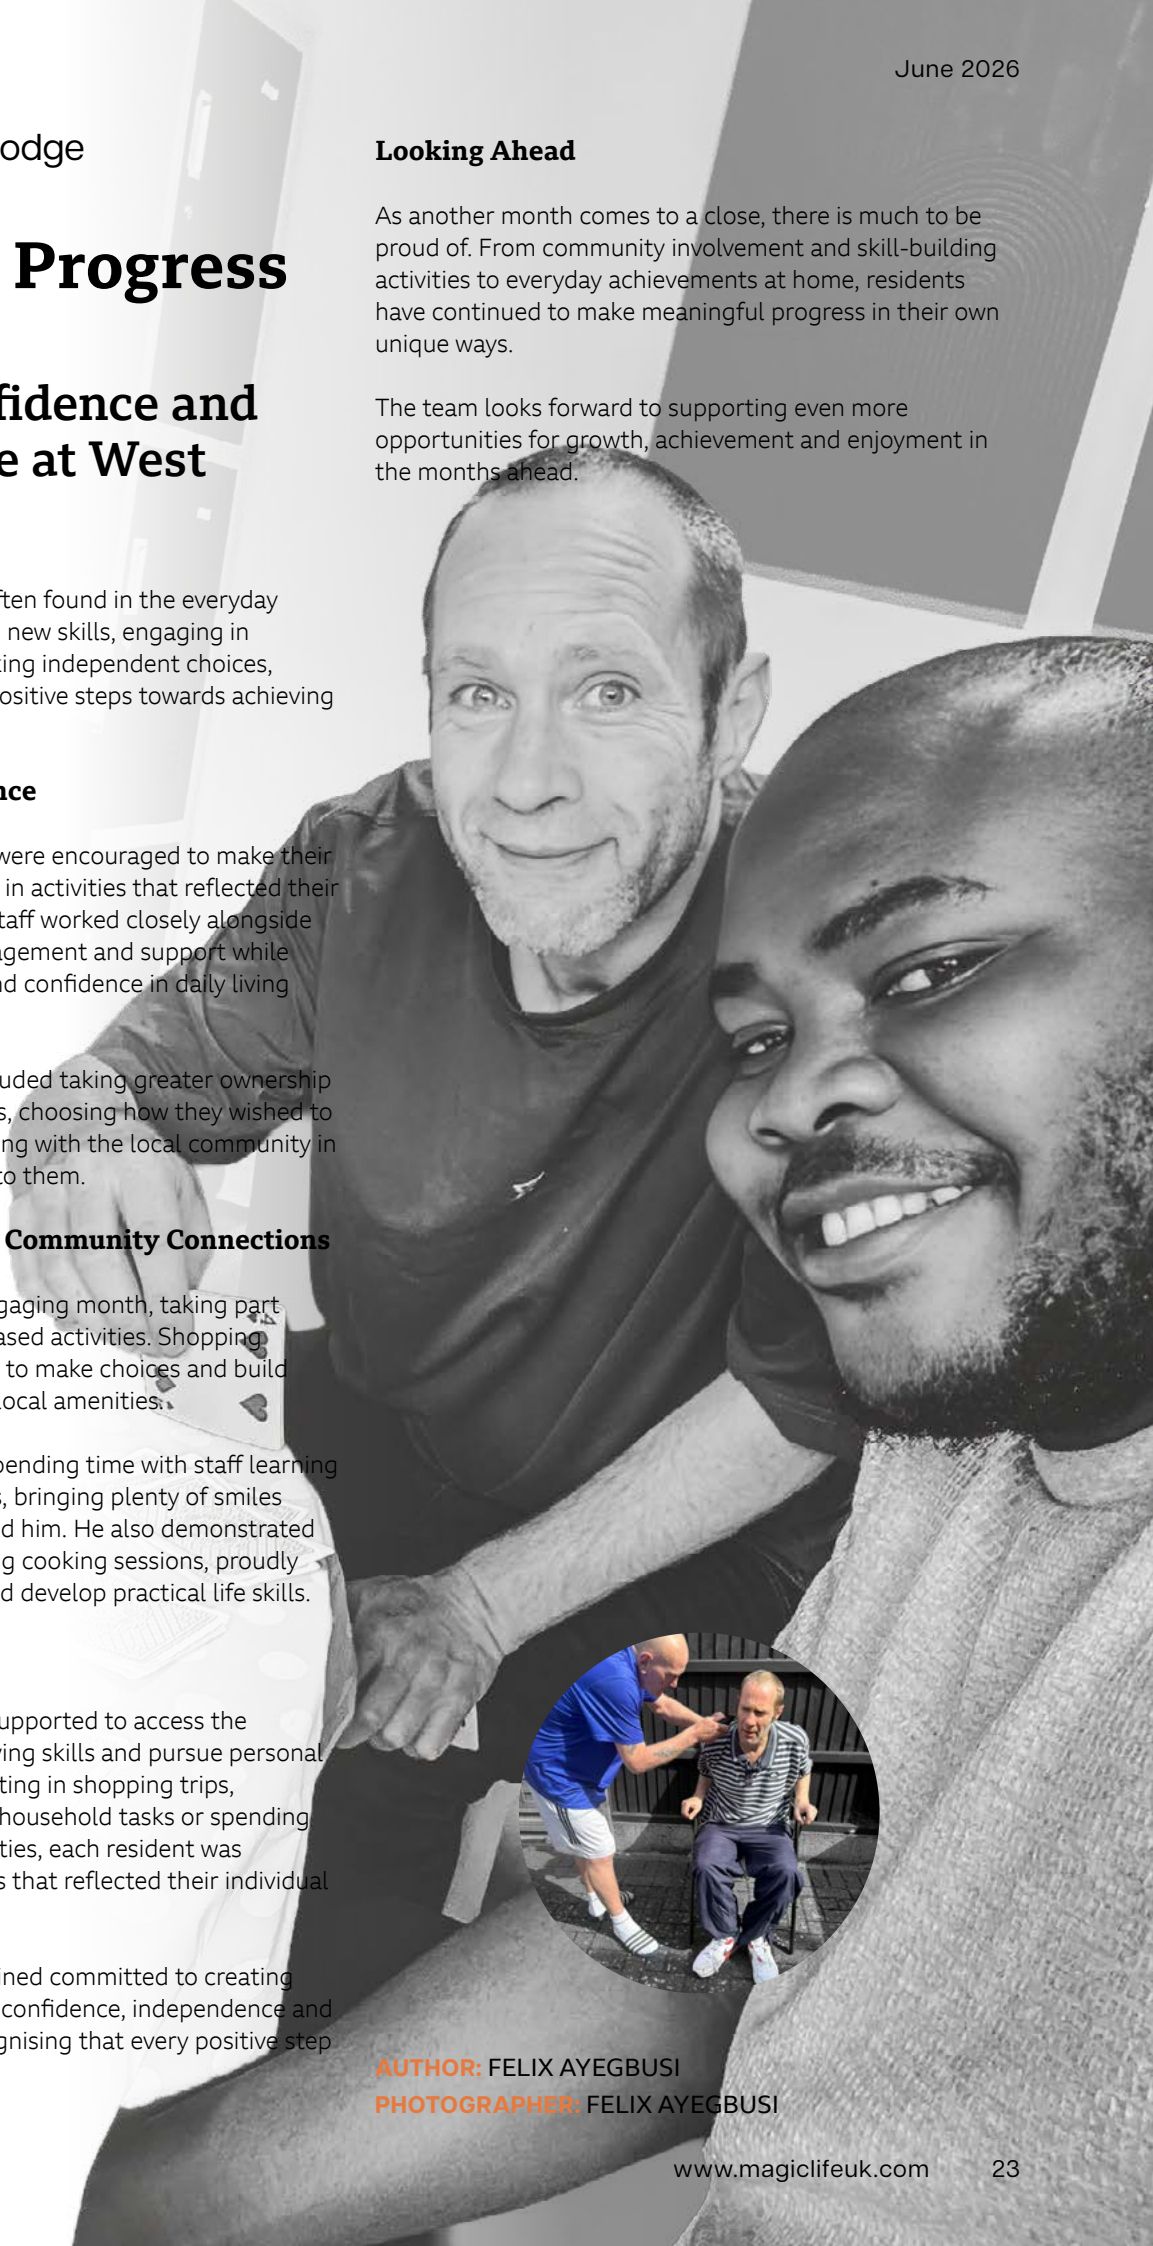 June 2026
odge
Progress
fidence and
e at West
ten found in the everyday
new skills, engaging in
ing independent choices,
ositive steps towards achieving
nce
were encouraged to make their
in activities that reflected their
taff worked closely alongside
agement and support while
nd confidence in daily living
uded taking greater ownership
s, choosing how they wished to
ng with the local community in
to them.
Community Connections
gaging month, taking part
ased activities. Shopping
to make choices and build
local amenities.
pending time with staff learning
s, bringing plenty of smiles
d him. He also demonstrated
g cooking sessions, proudly
d develop practical life skills.
upported to access the
ving skills and pursue personal
ting in shopping trips,
household tasks or spending
ties, each resident was
s that reflected their individual
ined committed to creating
confidence, independence and
gnising that every positive step
Looking Ahead
As another month comes to a close, there is much to be
proud of. From community involvement and skill-building
activities to everyday achievements at home, residents
have continued to make meaningful progress in their own
unique ways.
The team looks forward to supporting even more
opportunities for growth, achievement and enjoyment in
the months ahead.
4
AUTHOR: FELIX AYEGBUSI
PHOTOGRAPHER: FELIX AYEGBUSI
www.magiclifeuk.com 23